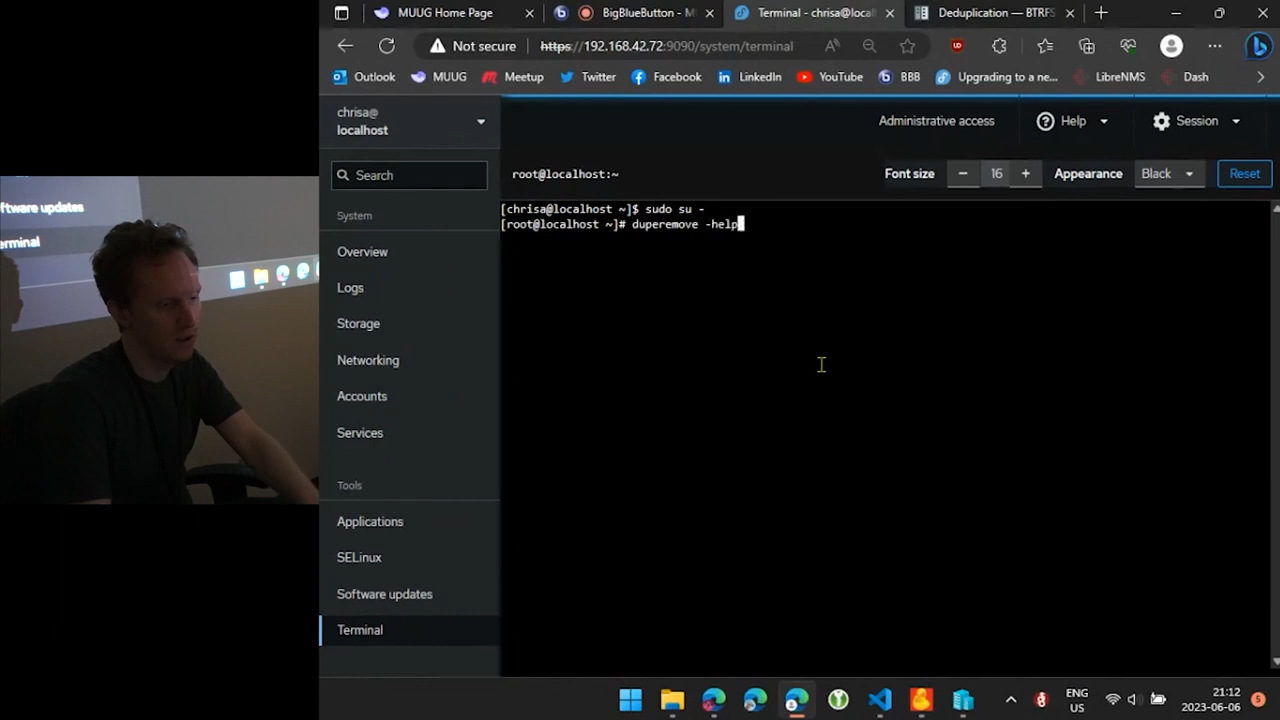 MUUG Home Page
BigBlueButton - M
Terminal - chrisa@local
Deduplication — BTRFS
Not secure
https://192.168.42.72:9090/system/terminal
Outlook
MUUG
Meetup
Twitter
Facebook
LinkedIn
YouTube
BBB
Upgrading to a ne...
LibreNMS
Dash
chrisa@
localhost
Administrative access
Help
Session
Search
root@localhost:~
Font size
16
Appearance
Black
Reset
[chrisa@localhost ~]$ sudo su -
[root@localhost ~]# duperemove -help
System
Overview
Logs
Storage
Networking
Accounts
Services
Tools
Applications
SELinux
Software updates
Terminal
ftware updates
erminal
ENG
US
21:12
2023-06-06
5